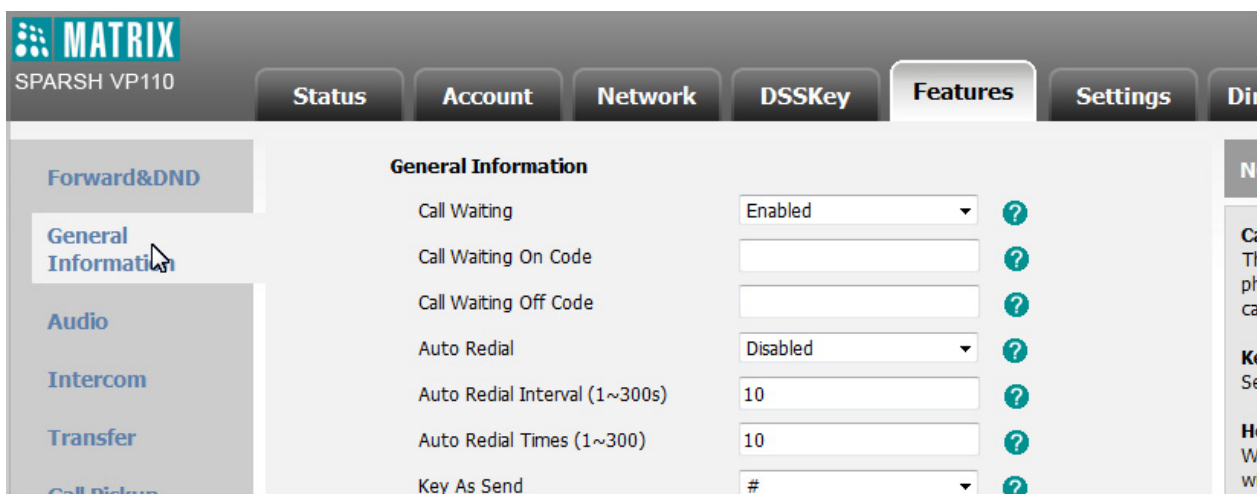 MATRIX
SPARSH VP110
Status Account Network DSSKey Features Settings
Forward&DND
General
Information
Audio
Intercom
Transfer
Call Pickup
General Information
Call Waiting Enabled ?
Call Waiting On Code ?
Call Waiting Off Code ?
Auto Redial Disabled ?
Auto Redial Interval (1~300s) 10 ?
Auto Redial Times (1~300) 10 ?
Key As Send # ?